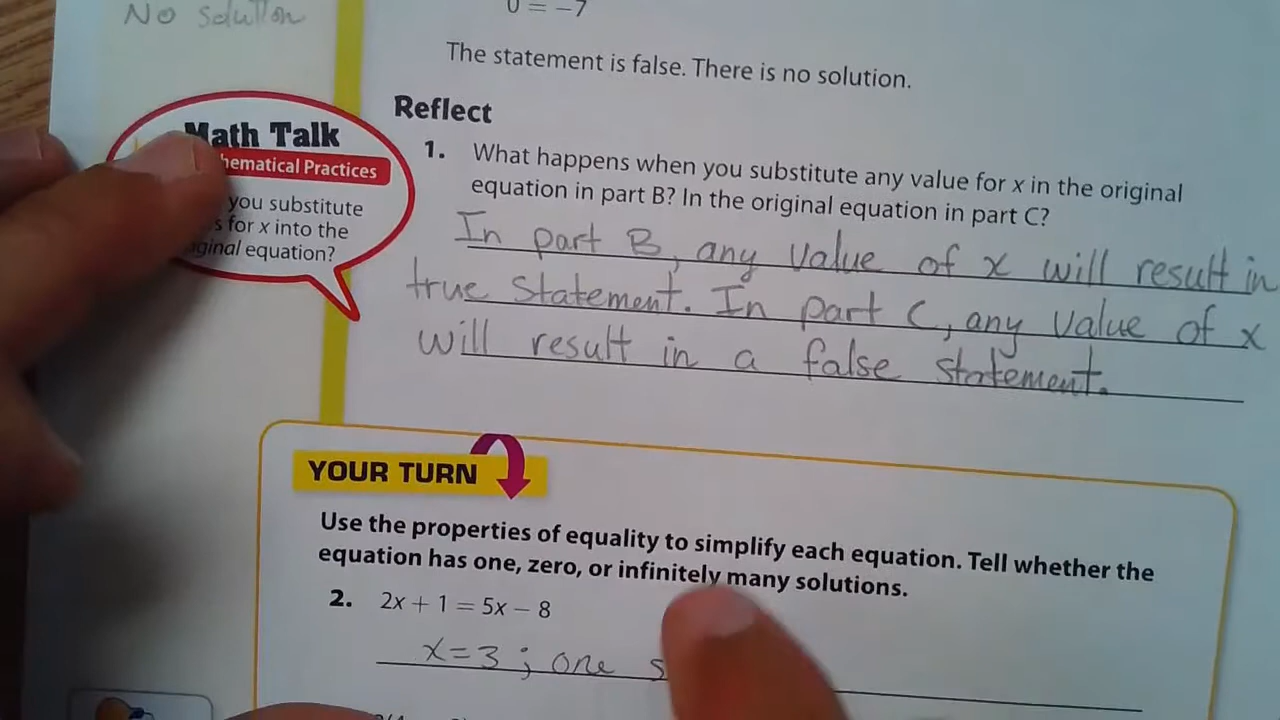 No solution
0 = −7
The statement is false. There is no solution.
Reflect
Math Talk
hematical Practices
you substitute
s for x into the
ginal equation?
1. What happens when you substitute any value for x in the original
equation in part B? In the original equation in part C?
In part B, any value of x will result in
true statement. In part C, any value of x
will result in a false statement.
YOUR TURN
Use the properties of equality to simplify each equation. Tell whether the
equation has one, zero, or infinitely many solutions.
2. 2x + 1 = 5x − 8
x=3; one s